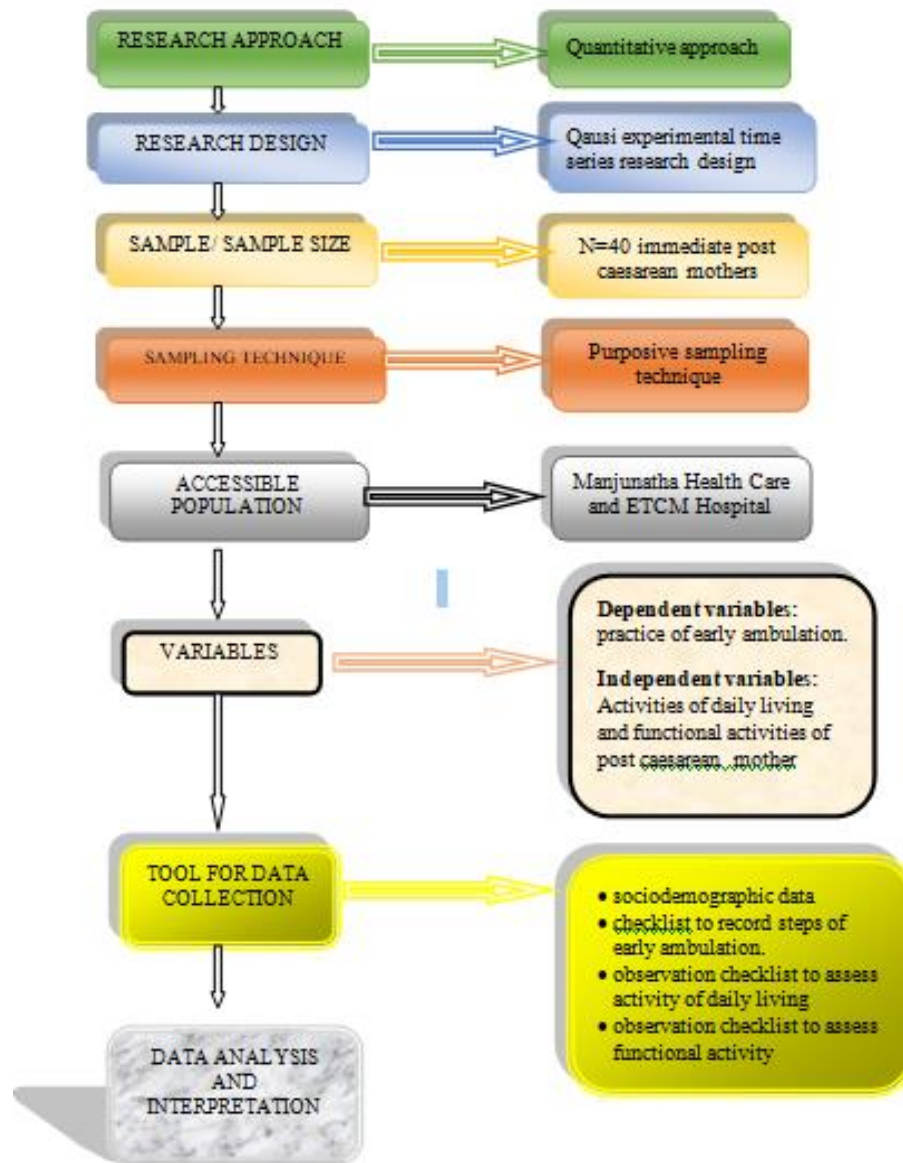 RESEARCH APPROACH
Quantitative approach
RESEARCH DESIGN
Qausi experimental time
series research design
SAMPLE/ SAMPLE SIZE
N=40 immediate post
caesarean mothers
SAMPLING TECHNIQUE
Purposive sampling
technique
ACCESSIBLE
POPULATION
Manjunatha Health Care
and ETCM Hospital
VARIABLES
Dependent variables:
practice of early ambulation.
Independent variables:
Activities of daily living
and functional activities of
post caesarean mother
TOOL FOR DATA
COLLECTION
• sociodemographic data
• checklist to record steps of
early ambulation.
• observation checklist to assess
activity of daily living
• observation checklist to assess
functional activity
DATA ANALYSIS
AND
INTERPRETATION